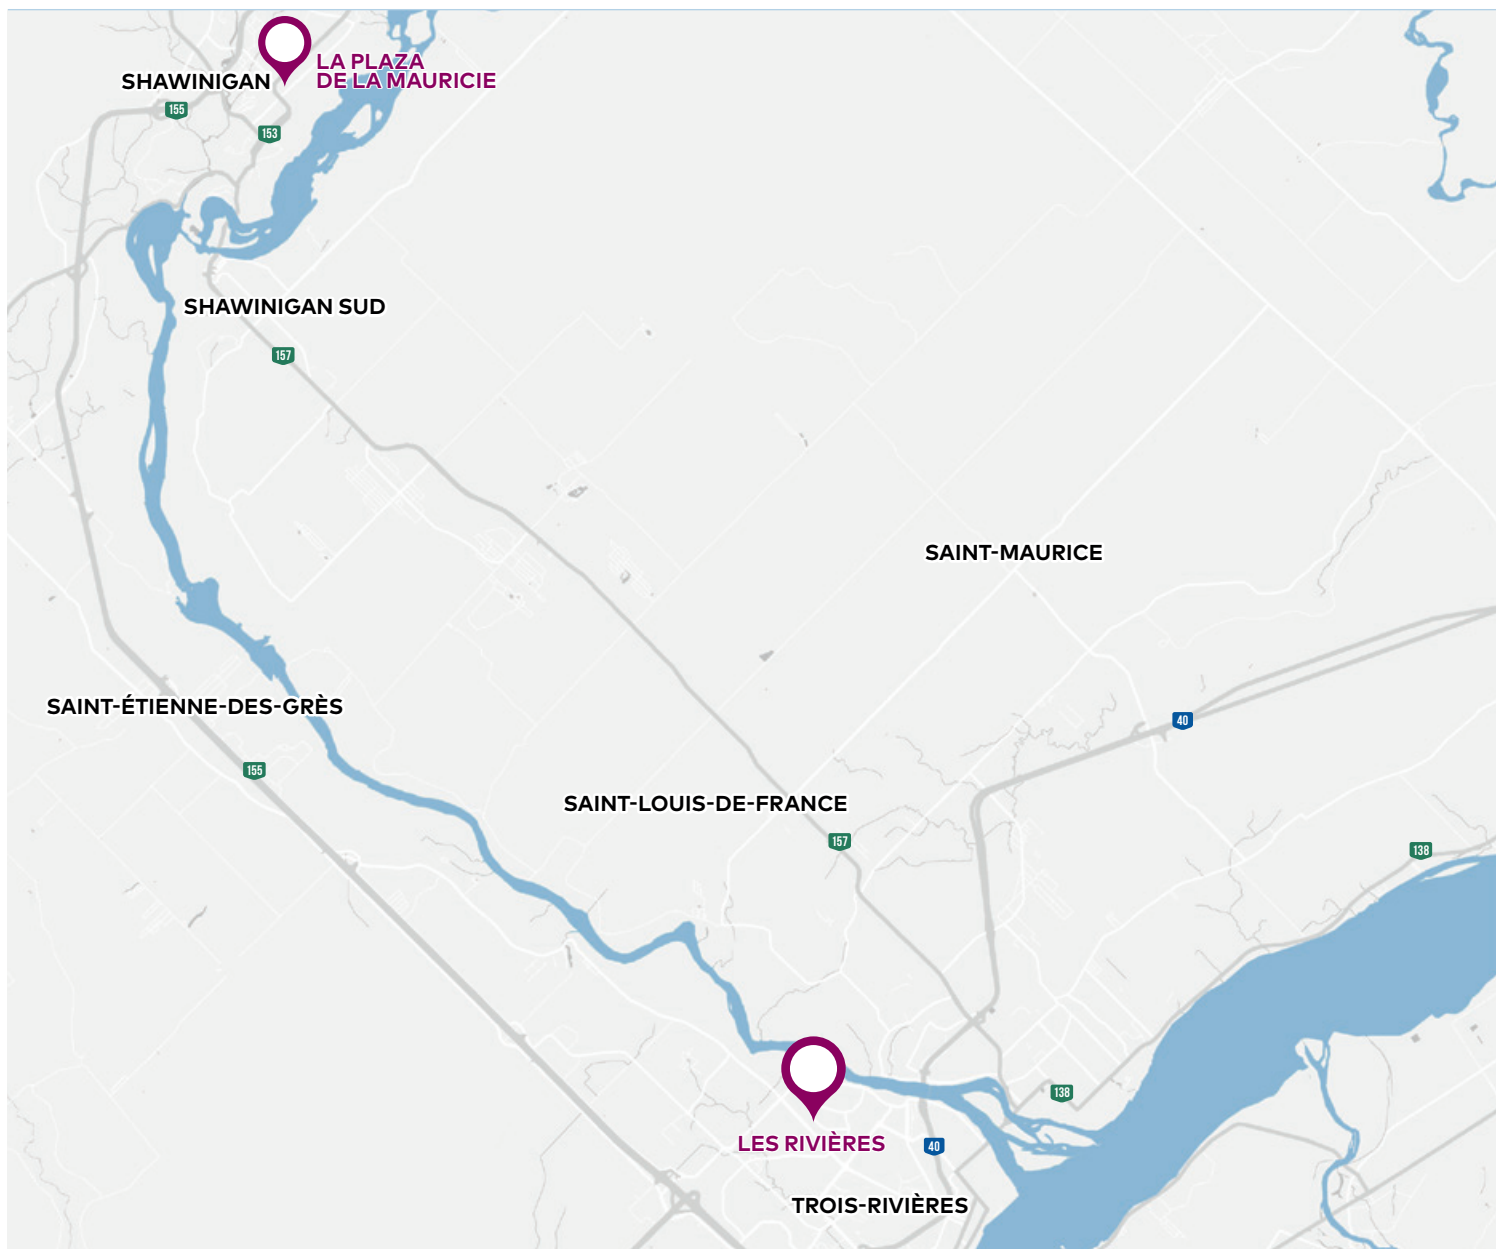 LA PLAZA
DE LA MAURICIE
SHAWINIGAN
155
153
SHAWINIGAN SUD
157
SAINT-MAURICE
SAINT-ÉTIENNE-DES-GRÈS
40
155
SAINT-LOUIS-DE-FRANCE
157
138
138
LES RIVIÈRES
40
TROIS-RIVIÈRES